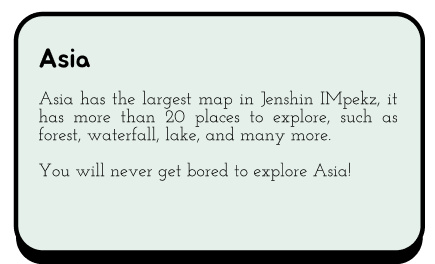 Asia
Asia has the largest map in Jenshin IMpekz, it
has more than 20 places to explore, such as
forest, waterfall, lake, and many more.
You will never get bored to explore Asia!